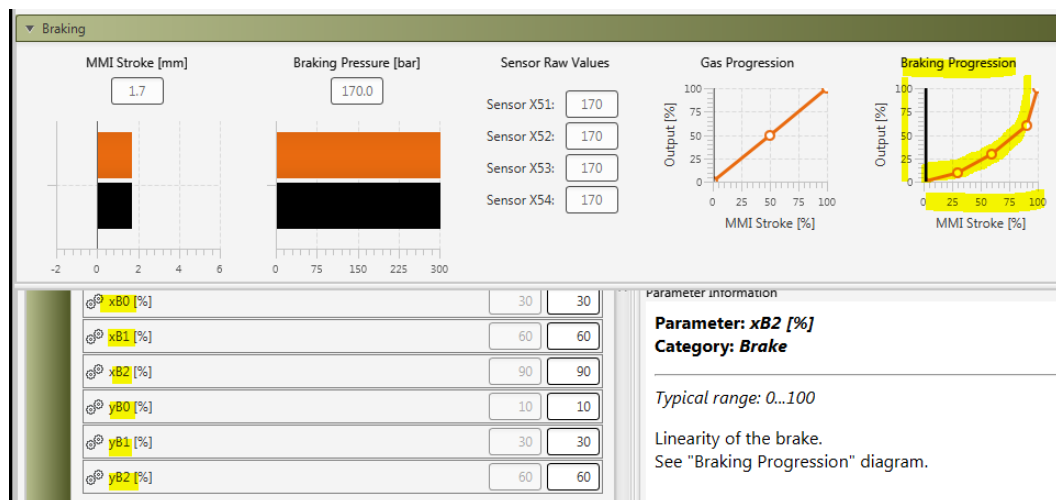 Braking
MMI Stroke [mm]
1.7
-2 0 2 4 6
Braking Pressure [bar]
170.0
0 75 150 225 300
Sensor Raw Values
Sensor X51: 170
Sensor X52: 170
Sensor X53: 170
Sensor X54: 170
Gas Progression
Output [%]
100
75
50
25
0
0 25 50 75 100
MMI Stroke [%]
Braking Progression
Output [%]
100
75
50
25
0
0 25 50 75 100
MMI Stroke [%]
xB0 [%] 30 30
xB1 [%] 60 60
xB2 [%] 90 90
yB0 [%] 10 10
yB1 [%] 30 30
yB2 [%] 60 60
Parameter Information
Parameter: xB2 [%]
Category: Brake
Typical range: 0...100
Linearity of the brake.
See "Braking Progression" diagram.